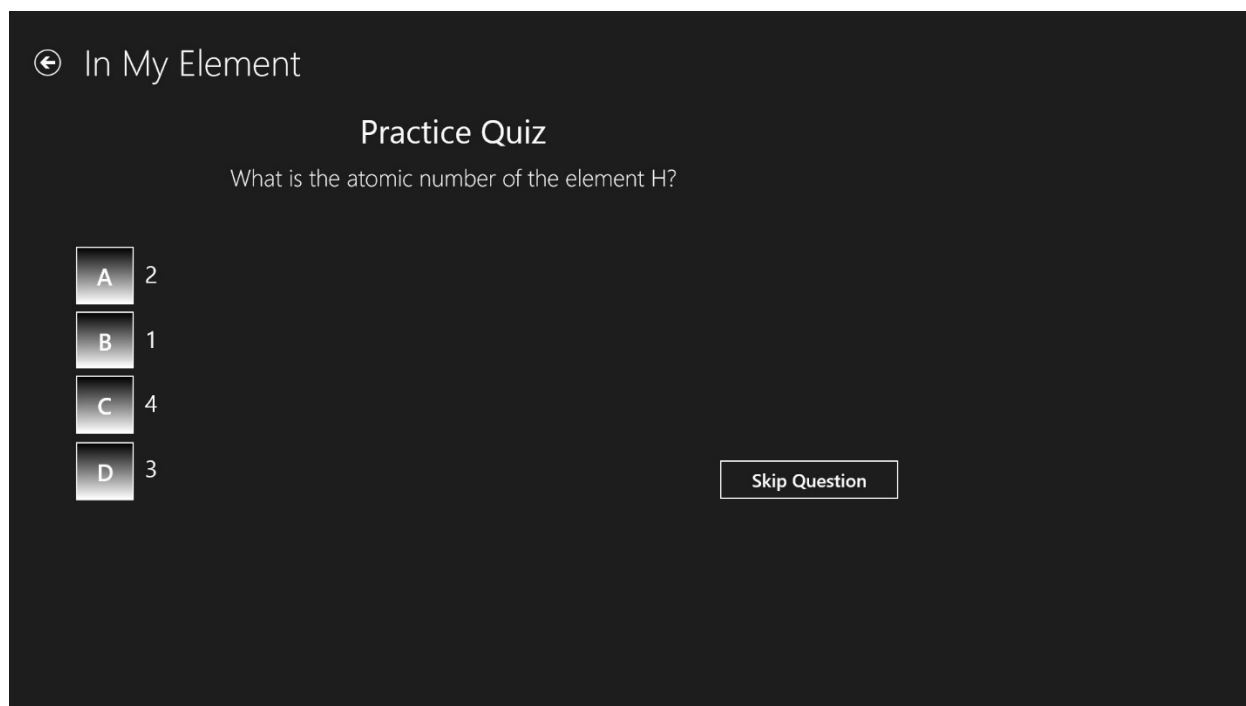 In My Element
Practice Quiz
What is the atomic number of the element H?
A 2
B 1
C 4
D 3
Skip Question